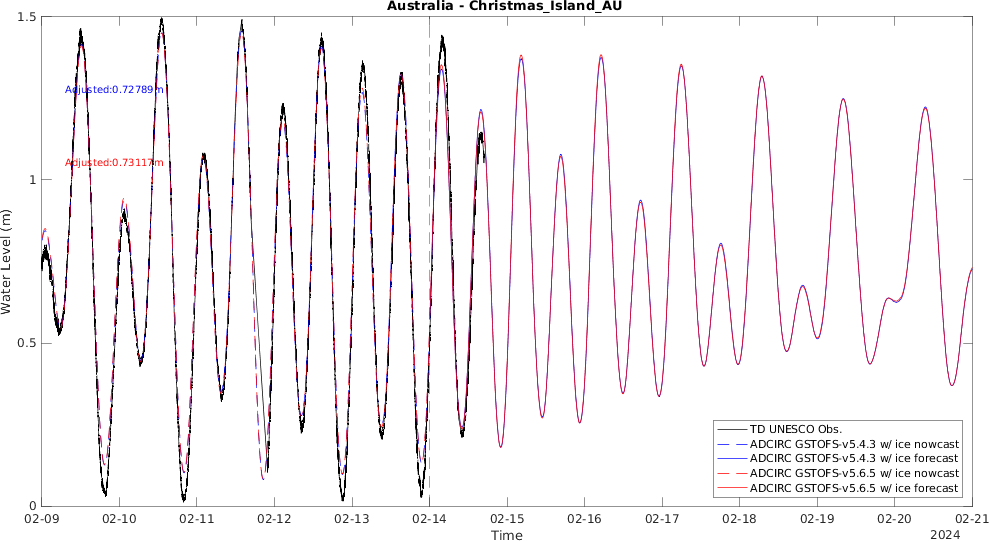 Australia - Christmas_Island_AU
1.5
Adjusted:0.72789m
Adjusted:0.73117m
1
Water Level (m)
0.5
TD UNESCO Obs.
ADCIRC GSTOFS-v5.4.3 w/ ice nowcast
ADCIRC GSTOFS-v5.4.3 w/ ice forecast
ADCIRC GSTOFS-v5.6.5 w/ ice nowcast
ADCIRC GSTOFS-v5.6.5 w/ ice forecast
0
02-09 02-10 02-11 02-12 02-13 02-14 02-15 02-16 02-17 02-18 02-19 02-20 02-21
Time
2024